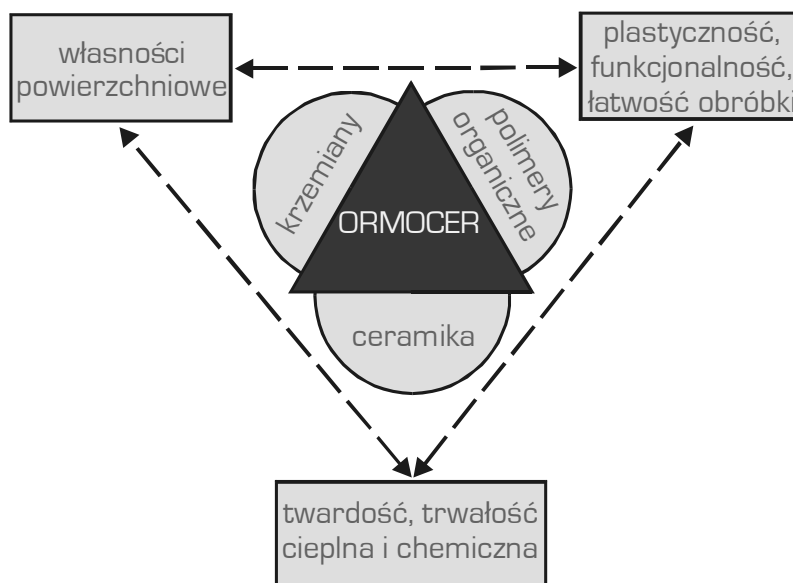 własności
powierzchniowe
plastyczność,
funkcjonalność,
łatwość obróbki
krzemiany
polimery
organiczne
ORMOCER
ceramika
twardość, trwałość
cieplna i chemiczna